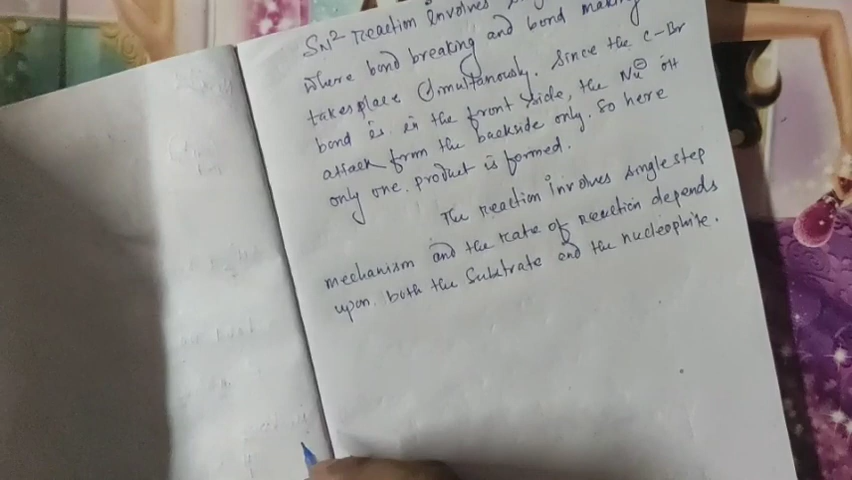 SN2 Reaction involves
where bond breaking and bond making
takes place simultanously. Since the C-Br
bond is in the front side, the Nu⊖ OH
attack from the backside only. So here
only one product is formed.
The reaction involves single step
mechanism and the rate of reaction depends
upon both the Substrate and the nucleophite.